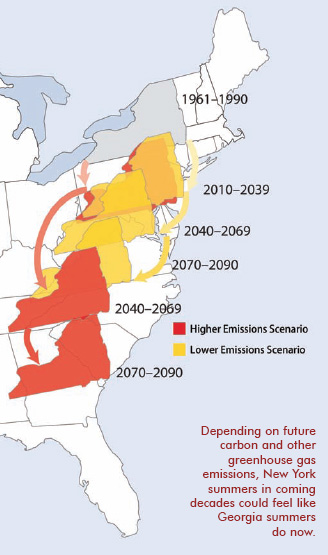 1961–1990
2010–2039
2040–2069
2070–2090
2040–2069
Higher Emissions Scenario
Lower Emissions Scenario
2070–2090
Depending on future
carbon and other
greenhouse gas
emissions, New York
summers in coming
decades could feel like
Georgia summers
do now.